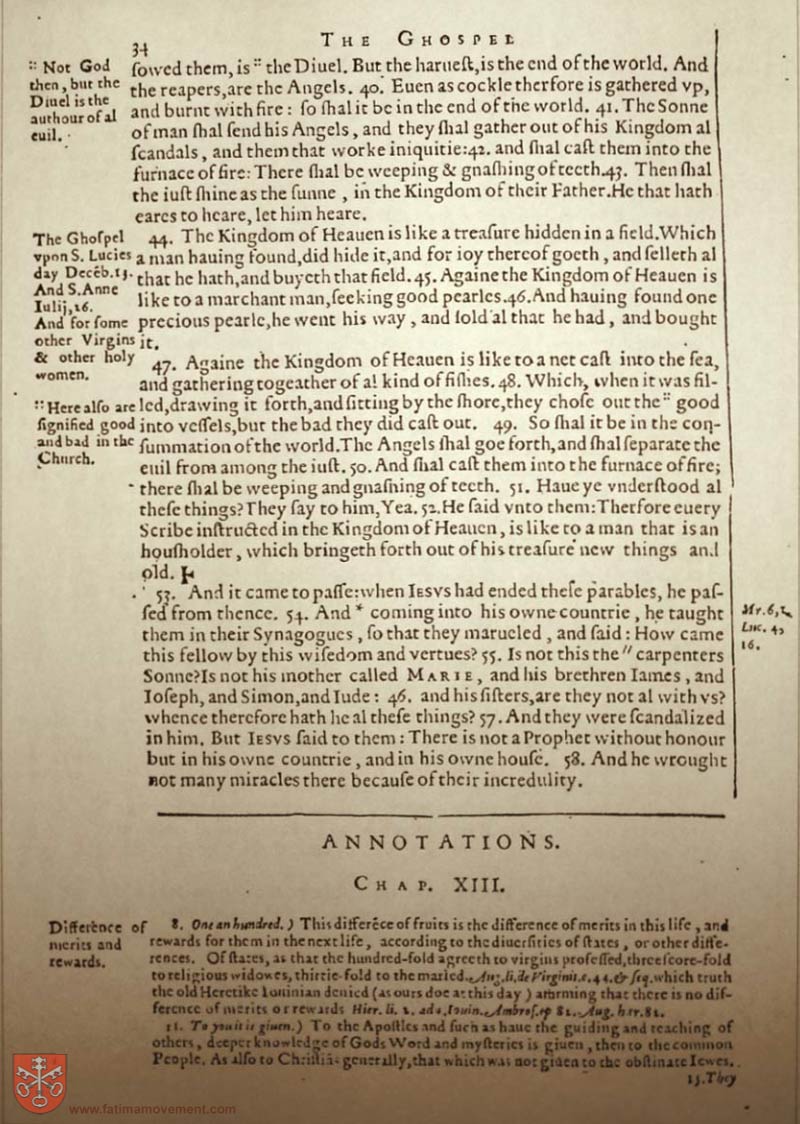 34
THE GHOSPEL
" Not God
then, but the
Diuel is the
authour of al
euil.
ſowed them, is " the Diuel. But the harueſt, is the end of the world. And
the reapers, are the Angels. 40. Euen as cockle therfore is gathered vp,
and burnt with fire: ſo ſhal it be in the end of the world. 41. The Sonne
of man ſhal ſend his Angels, and they ſhal gather out of his Kingdom al
ſcandals, and them that worke iniquitie: 42. and ſhal caſt them into the
furnace of fire: There ſhal be weeping & gnaſhing of teeth. 43. Then ſhal
the iuſt ſhine as the ſunne, in the Kingdom of their Father. He that hath
eares to heare, let him heare.
The Ghoſpel
vpon S. Lucies
day Decēb. 13.
And S. Anne
Iulij, 26.
And for ſome
other Virgins
& other holy
women.
44. The Kingdom of Heauen is like a treaſure hidden in a field. Which
a man hauing found, did hide it, and for ioy thereof goeth, and ſelleth al
that he hath, and buyeth that field. 45. Againe the Kingdom of Heauen is
like to a marchant man, ſeeking good pearles. 46. And hauing found one
precious pearle, he went his way, and ſold al that he had, and bought
it.
47. Againe the Kingdom of Heauen is like to a net caſt into the ſea,
and gathering togeather of al kind of fiſhes. 48. Which, when it was fil-
" Here alſo are
ſignified good
and bad in the
Church.
led, drawing it forth, and ſitting by the ſhore, they choſe out the " good
into veſſels, but the bad they did caſt out. 49. So ſhal it be in the con-
ſummation of the world. The Angels ſhal goe forth, and ſhal ſeparate the
euil from among the iuſt. 50. And ſhal caſt them into the furnace of fire;
there ſhal be weeping and gnaſhing of teeth. 51. Haue ye vnderſtood al
theſe things? They ſay to him, Yea. 52. He ſaid vnto them: Therfore euery
Scribe inſtructed in the Kingdom of Heauen, is like to a man that is an
houſholder, which bringeth forth out of his treaſure new things and
old.
53. And it came to paſſe: when IESVS had ended theſe parables, he paſ-
ſed from thence. 54. And * coming into his owne countrie, he taught
them in their Synagogues, ſo that they marueled, and ſaid: How came
this fellow by this wiſedom and vertues? 55. Is not this the " carpenters
Sonne? Is not his mother called MARIE, and his brethren Iames, and
Ioſeph, and Simon, and Iude: 46. and his ſiſters, are they not al with vs?
whence therefore hath he al theſe things? 57. And they were ſcandalized
in him. But IESVS ſaid to them: There is not a Prophet without honour
but in his owne countrie, and in his owne houſe. 58. And he wrought
not many miracles there becauſe of their incredulity.
Mr. 6,
Luc. 4,
16.
ANNOTATIONS.
CHAP. XIII.
Differēce of
merits and
rewards.
8. One an hundred.) This differēce of fruits is the difference of merits in this life, and
rewards for them in the next life, according to the diuerſities of ſtates, or other diffe-
rences. Of ſtates, as that the hundred-fold agreeth to virgins profeſſed, threeſcore-fold
to religious widowes, thirtie-fold to the maried. Aug. li. de Virginit. c. 44. & ſeq. which truth
the old Heretike Iouinian denied (as ours doe at this day) affirming that there is no dif-
ference of merits or rewards Hier. li. 2. adu. Iouin. Ambroſ. ep 82. Aug. hær. 82.
11. To you it is giuen.) To the Apoſtles and ſuch as haue the guiding and teaching of
others, deeper knowledge of Gods Word and myſteries is giuen, then to the common
People. As alſo to Chriſtiās generally, that which was not giuen to the obſtinate Iewes.
13. They
www.fatimamovement.com